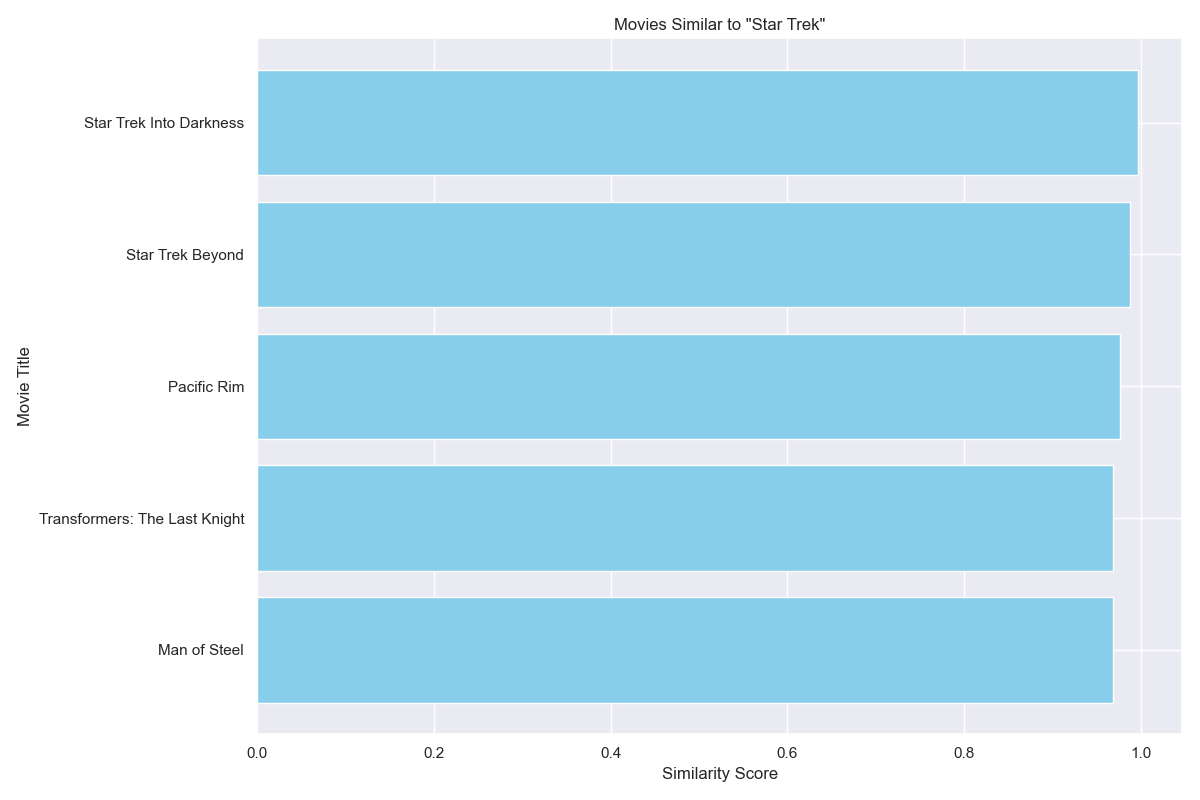 Movies Similar to "Star Trek"
Star Trek Into Darkness
Star Trek Beyond
Pacific Rim
Transformers: The Last Knight
Man of Steel
Movie Title
0.0 0.2 0.4 0.6 0.8 1.0
Similarity Score